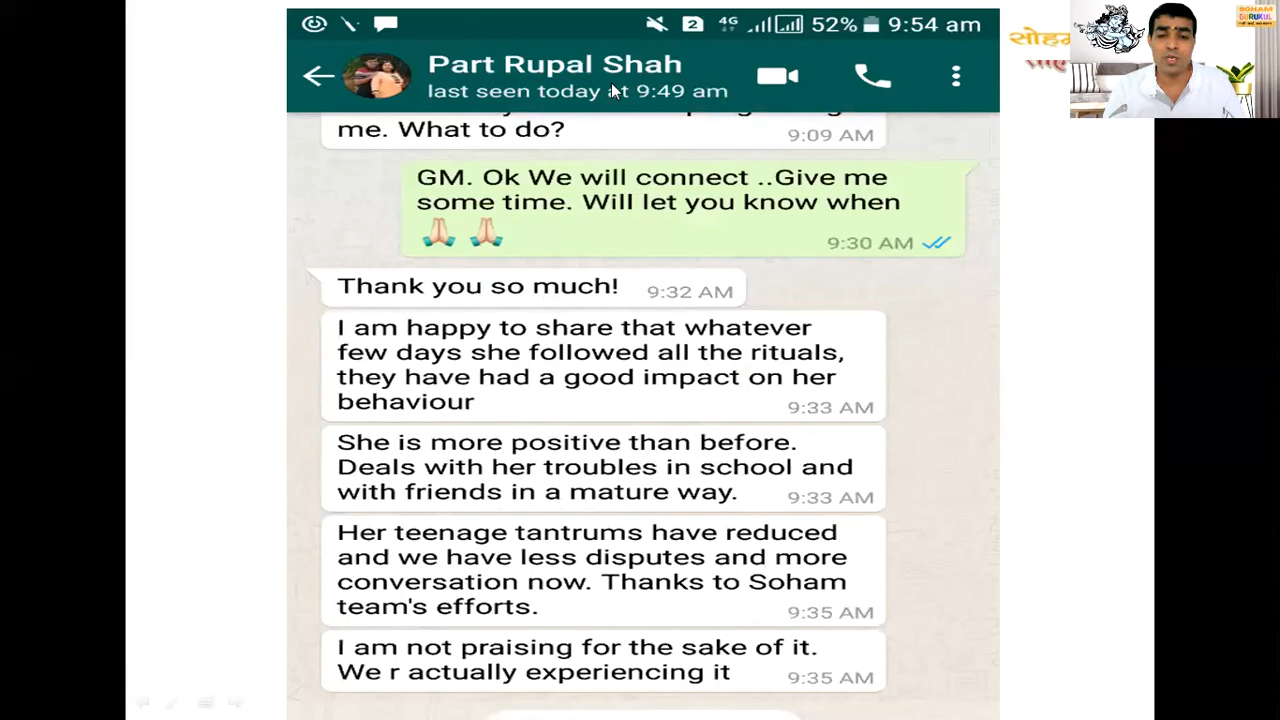 2 4G 52% 9:54 am
Part Rupal Shah
last seen today at 9:49 am
me. What to do?
9:09 AM
GM. Ok We will connect ..Give me
some time. Will let you know when
🙏🏻 🙏🏻
9:30 AM
Thank you so much! 9:32 AM
I am happy to share that whatever
few days she followed all the rituals,
they have had a good impact on her
behaviour
9:33 AM
She is more positive than before.
Deals with her troubles in school and
with friends in a mature way. 9:33 AM
Her teenage tantrums have reduced
and we have less disputes and more
conversation now. Thanks to Soham
team's efforts.
9:35 AM
I am not praising for the sake of it.
We r actually experiencing it 9:35 AM
SOHAM
GURUKUL